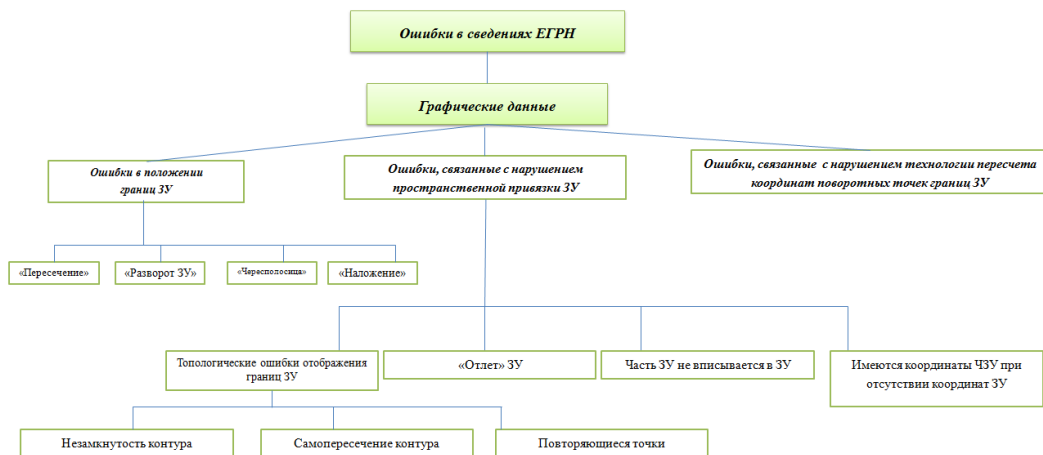 Ошибки в сведениях ЕГРН
Графические данные
Ошибки в положении
границ ЗУ
Ошибки, связанные с нарушением
пространственной привязки ЗУ
Ошибки, связанные с нарушением технологии пересчета
координат поворотных точек границ ЗУ
«Пересечение»
«Разворот ЗУ»
«Чересполосица»
«Наложение»
Топологические ошибки отображения
границ ЗУ
«Отлет» ЗУ
Часть ЗУ не вписывается в ЗУ
Имеются координаты ЧЗУ при
отсутствии координат ЗУ
Незамкнутость контура
Самопересечение контура
Повторяющиеся точки